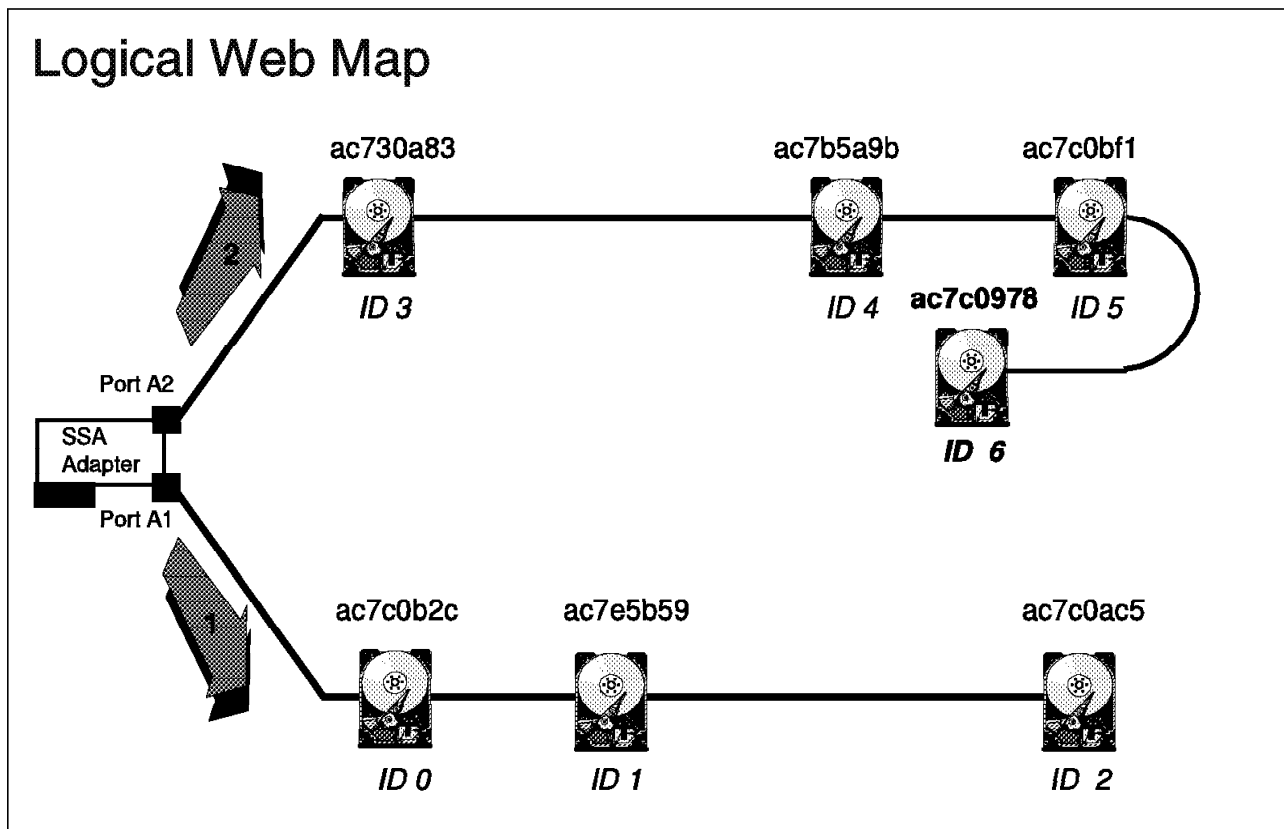 Logical Web Map
ac730a83
ac7b5a9b
ac7c0bf1
2
ID 3
ID 4
ac7c0978
ID 5
Port A2
SSA
Adapter
ID 6
Port A1
1
ac7c0b2c
ac7e5b59
ac7c0ac5
ID 0
ID 1
ID 2